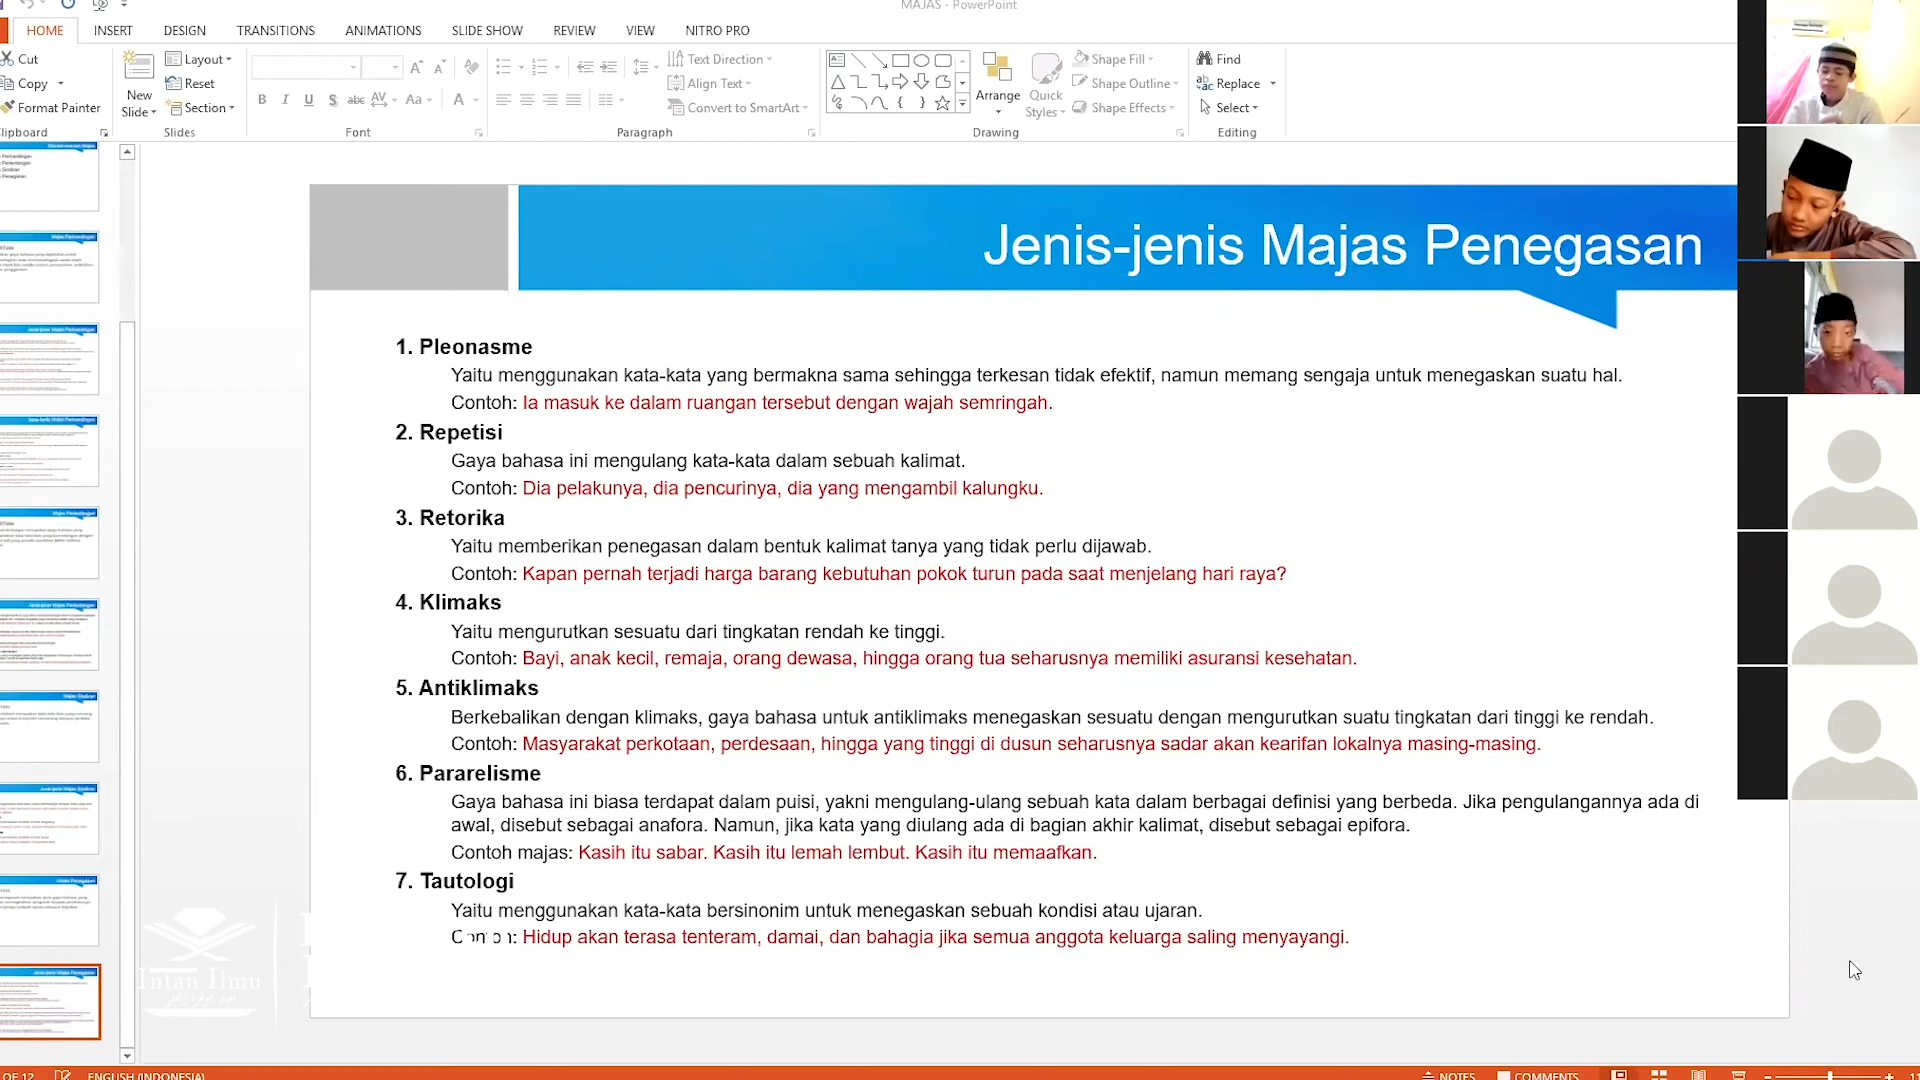 MAJAS - PowerPoint
HOME INSERT DESIGN TRANSITIONS ANIMATIONS SLIDE SHOW REVIEW VIEW NITRO PRO
Cut
Copy
Format Painter
Clipboard
New
Slide
Layout
Reset
Section
Slides
Font
Text Direction
Align Text
Convert to SmartArt
Paragraph
Arrange
Quick
Styles
Shape Fill
Shape Outline
Shape Effects
Drawing
Find
Replace
Select
Editing
Jenis-jenis Majas Penegasan
1. Pleonasme
Yaitu menggunakan kata-kata yang bermakna sama sehingga terkesan tidak efektif, namun memang sengaja untuk menegaskan suatu hal.
Contoh: Ia masuk ke dalam ruangan tersebut dengan wajah semringah.
2. Repetisi
Gaya bahasa ini mengulang kata-kata dalam sebuah kalimat.
Contoh: Dia pelakunya, dia pencurinya, dia yang mengambil kalungku.
3. Retorika
Yaitu memberikan penegasan dalam bentuk kalimat tanya yang tidak perlu dijawab.
Contoh: Kapan pernah terjadi harga barang kebutuhan pokok turun pada saat menjelang hari raya?
4. Klimaks
Yaitu mengurutkan sesuatu dari tingkatan rendah ke tinggi.
Contoh: Bayi, anak kecil, remaja, orang dewasa, hingga orang tua seharusnya memiliki asuransi kesehatan.
5. Antiklimaks
Berkebalikan dengan klimaks, gaya bahasa untuk antiklimaks menegaskan sesuatu dengan mengurutkan suatu tingkatan dari tinggi ke rendah.
Contoh: Masyarakat perkotaan, perdesaan, hingga yang tinggi di dusun seharusnya sadar akan kearifan lokalnya masing-masing.
6. Pararelisme
Gaya bahasa ini biasa terdapat dalam puisi, yakni mengulang-ulang sebuah kata dalam berbagai definisi yang berbeda. Jika pengulangannya ada di
awal, disebut sebagai anafora. Namun, jika kata yang diulang ada di bagian akhir kalimat, disebut sebagai epifora.
Contoh majas: Kasih itu sabar. Kasih itu lemah lembut. Kasih itu memaafkan.
7. Tautologi
Yaitu menggunakan kata-kata bersinonim untuk menegaskan sebuah kondisi atau ujaran.
Contoh: Hidup akan terasa tenteram, damai, dan bahagia jika semua anggota keluarga saling menyayangi.
Intan Ilmu
OF 12 ENGLISH (INDONESIA) NOTES COMMENTS